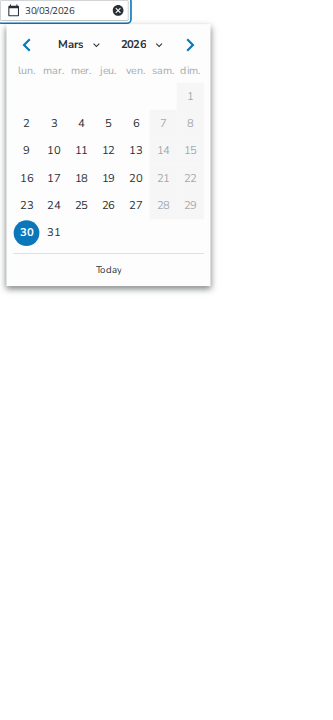 30/03/2026
Mars 2026
lun. mar. mer. jeu. ven. sam. dim.
1
2 3 4 5 6 7 8
9 10 11 12 13 14 15
16 17 18 19 20 21 22
23 24 25 26 27 28 29
30 31
Today